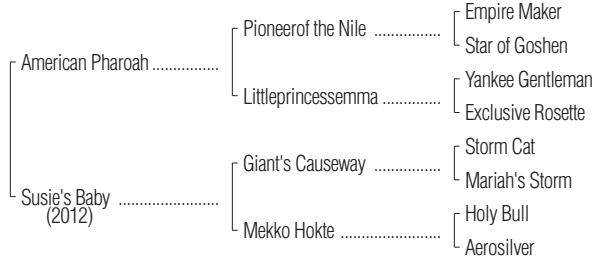 Empire Maker
Pioneerof the Nile ................
Star of Goshen
American Pharoah ................
Yankee Gentleman
Littleprincessemma ..............
Exclusive Rosette
Storm Cat
Giant's Causeway ................
Mariah's Storm
Susie's Baby ........................
(2012)
Holy Bull
Mekko Hokte ........................
Aerosilver